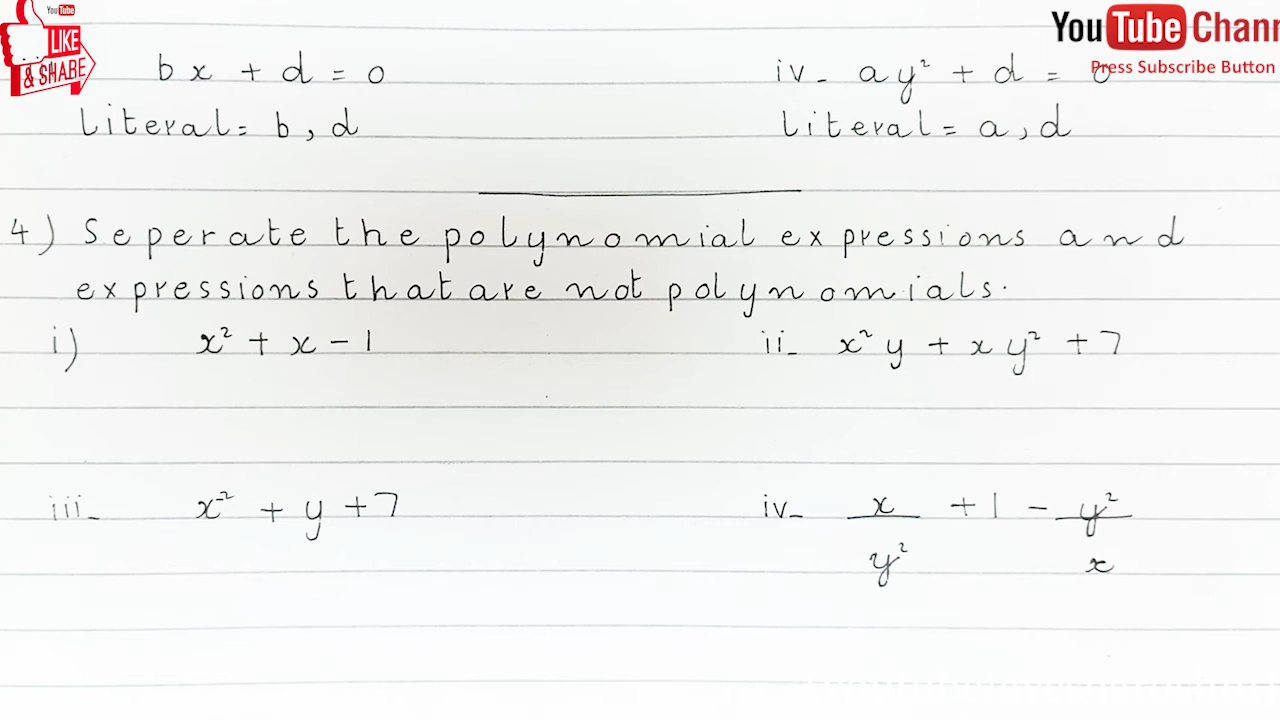 YouTube
LIKE
& SHARE
YouTube Chann
Press Subscribe Button
bx + d = 0
iv- ay² + d = 0
literal = b, d
literal = a, d
4) Seperate the polynomial expressions and
expressions that are not polynomials.
i) x² + x - 1
ii- x²y + xy² + 7
iii- x⁻² + y + 7
iv- x/y² + 1 - y²/x